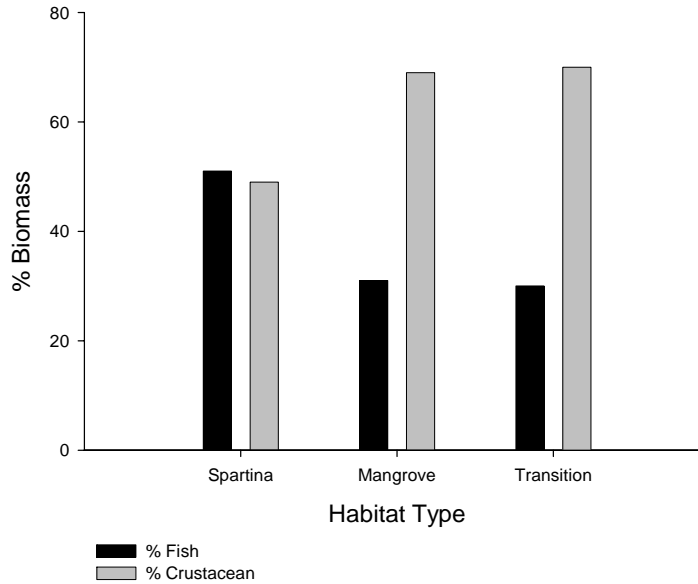 80
60
40
20
0
% Biomass
Spartina Mangrove Transition
Habitat Type
% Fish
% Crustacean